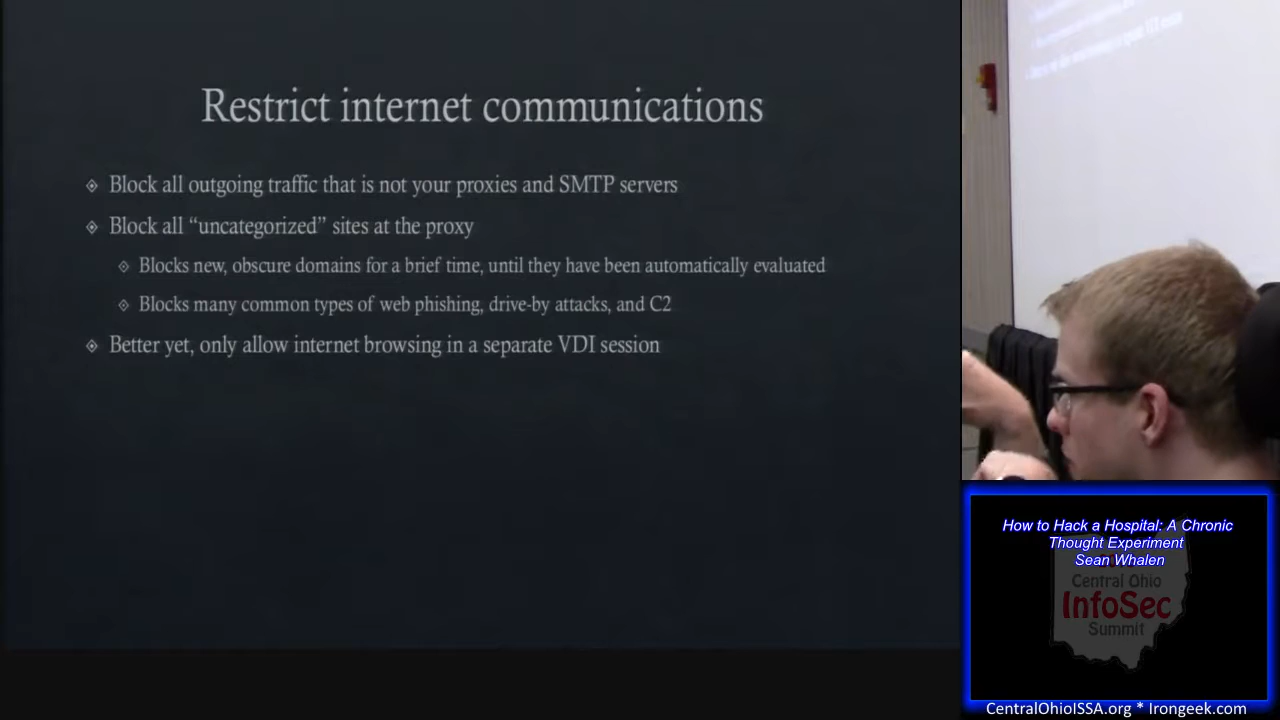 Restrict internet communications
Block all outgoing traffic that is not your proxies and SMTP servers
Block all “uncategorized” sites at the proxy
Blocks new, obscure domains for a brief time, until they have been automatically evaluated
Blocks many common types of web phishing, drive-by attacks, and C2
Better yet, only allow internet browsing in a separate VDI session
How to Hack a Hospital: A Chronic
Thought Experiment
Sean Whalen
Central Ohio
InfoSec
Summit
CentralOhioISSA.org * Irongeek.com